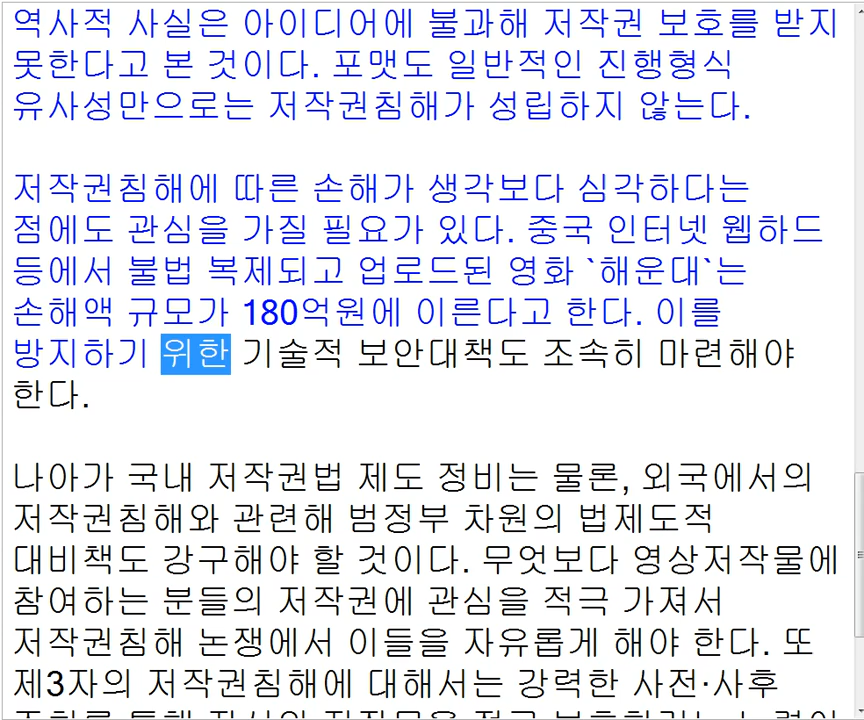 역사적 사실은 아이디어에 불과해 저작권 보호를 받지
못한다고 본 것이다. 포맷도 일반적인 진행형식
유사성만으로는 저작권침해가 성립하지 않는다.
저작권침해에 따른 손해가 생각보다 심각하다는
점에도 관심을 가질 필요가 있다. 중국 인터넷 웹하드
등에서 불법 복제되고 업로드된 영화 `해운대`는
손해액 규모가 180억원에 이른다고 한다. 이를
방지하기 위한 기술적 보안대책도 조속히 마련해야
한다.
나아가 국내 저작권법 제도 정비는 물론, 외국에서의
저작권침해와 관련해 범정부 차원의 법제도적
대비책도 강구해야 할 것이다. 무엇보다 영상저작물에
참여하는 분들의 저작권에 관심을 적극 가져서
저작권침해 논쟁에서 이들을 자유롭게 해야 한다. 또
제3자의 저작권침해에 대해서는 강력한 사전·사후